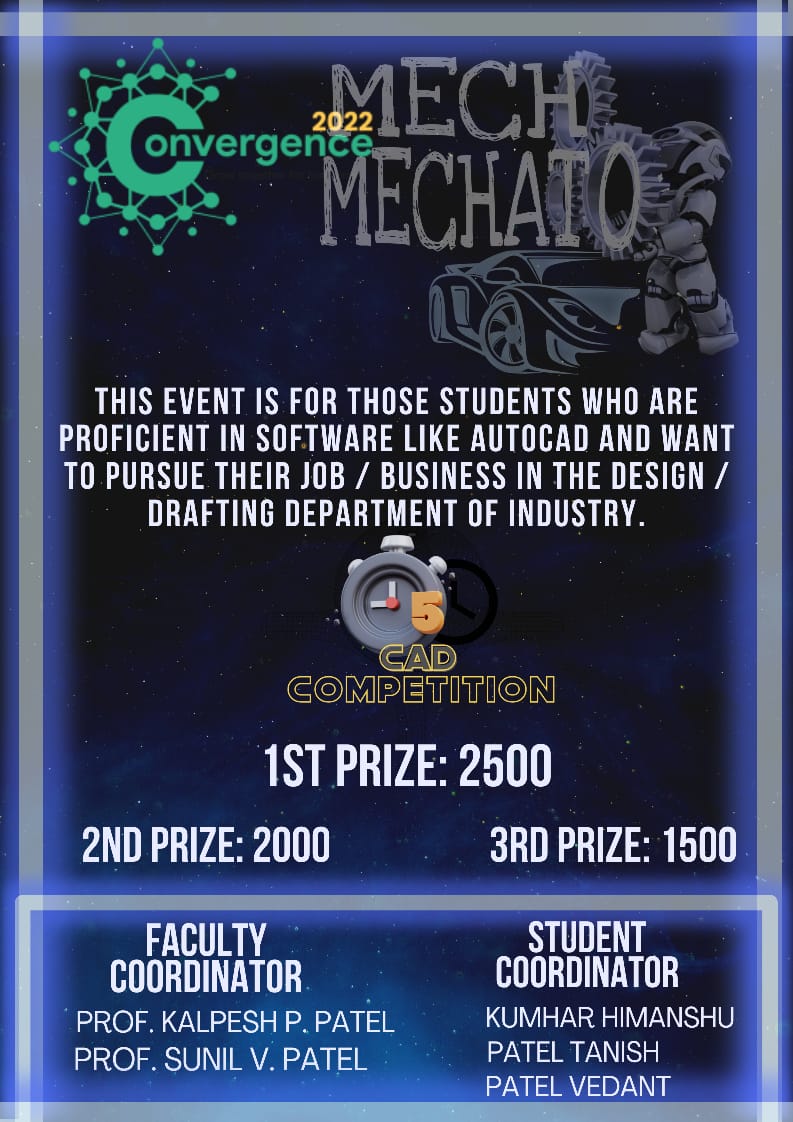 2022
Convergence
MECH
MECHATO
THIS EVENT IS FOR THOSE STUDENTS WHO ARE
PROFICIENT IN SOFTWARE LIKE AUTOCAD AND WANT
TO PURSUE THEIR JOB / BUSINESS IN THE DESIGN /
DRAFTING DEPARTMENT OF INDUSTRY.
5
CAD
COMPETITION
1ST PRIZE: 2500
2ND PRIZE: 2000
3RD PRIZE: 1500
FACULTY
COORDINATOR
PROF. KALPESH P. PATEL
PROF. SUNIL V. PATEL
STUDENT
COORDINATOR
KUMHAR HIMANSHU
PATEL TANISH
PATEL VEDANT